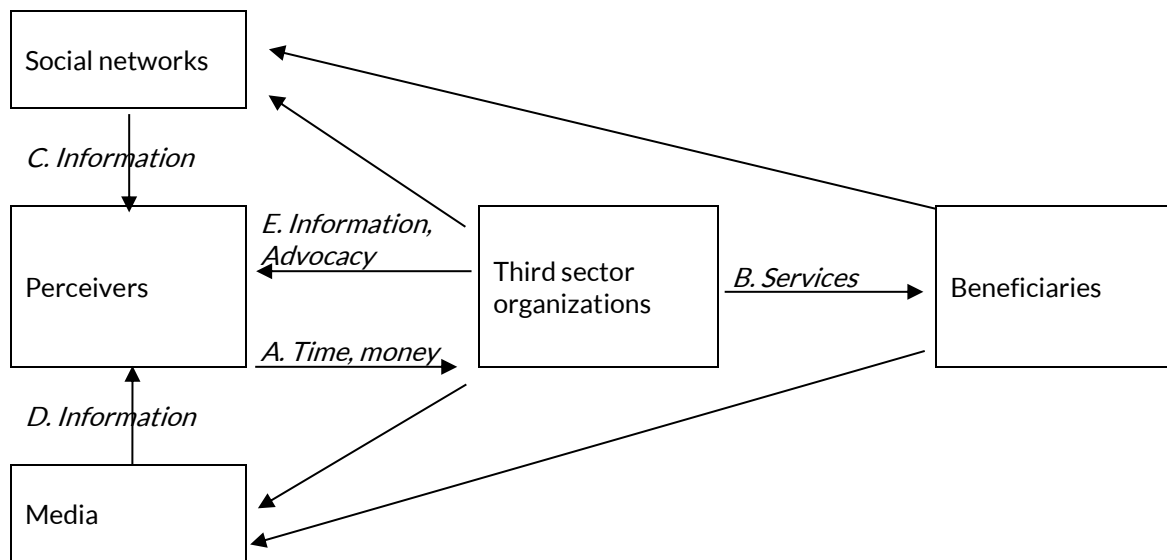 Social networks
C. Information
E. Information,
Advocacy
Perceivers
Third sector
organizations
B. Services
Beneficiaries
A. Time, money
D. Information
Media